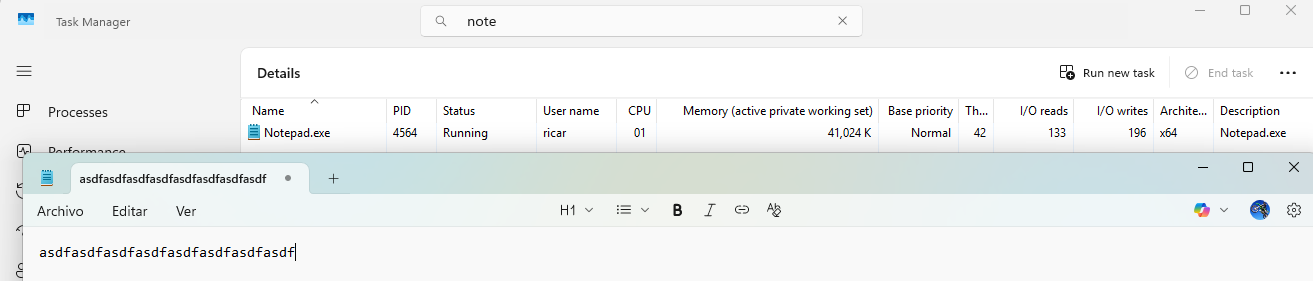 Task Manager
note
Details
Run new task
End task
Processes
Name PID Status User name CPU Memory (active private working set) Base priority Th... I/O reads I/O writes Archite... Description
Notepad.exe 4564 Running ricar 01 41,024 K Normal 42 133 196 x64 Notepad.exe
Performance
asdfasdfasdfasdfasdfasdfasdfasdf
Archivo Editar Ver H1 B I
asdfasdfasdfasdfasdfasdfasdfasdf